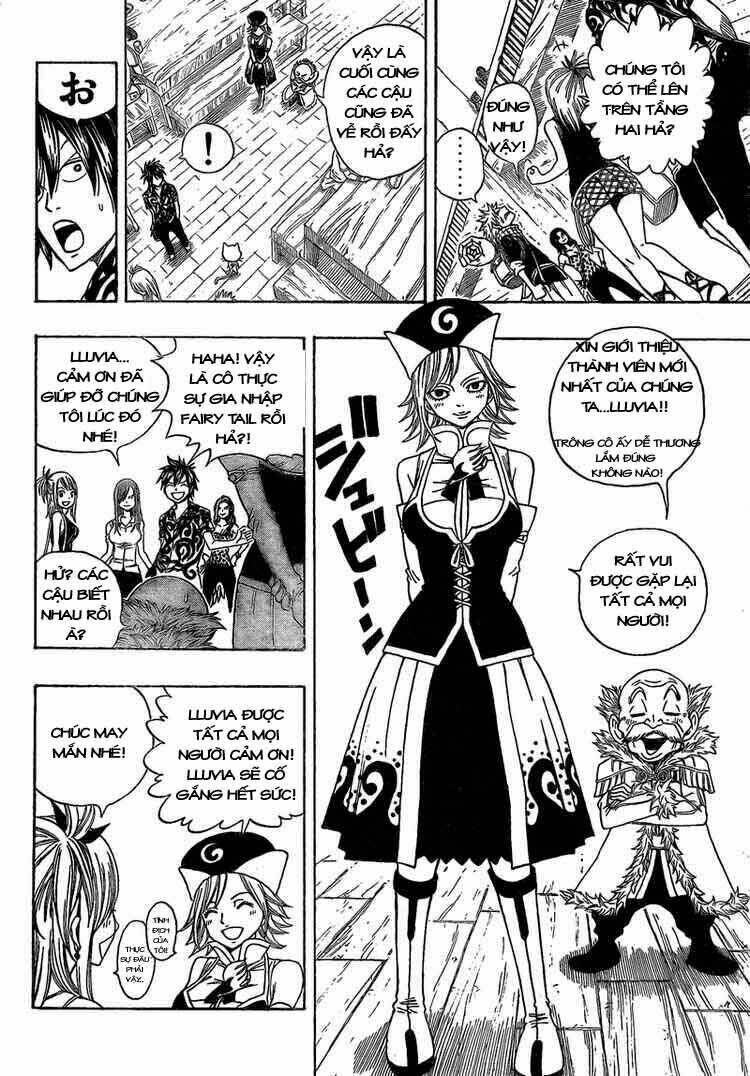 CHÚNG TÔI
CÓ THỂ LÊN
TRÊN TẦNG
HAI HẢ?
ĐÚNG
NHƯ
VẬY!
......
VẬY LÀ
CUỐI CÙNG
CÁC CẬU
CŨNG ĐÃ
VỀ RỒI ĐẤY
HẢ?
!
お
XIN GIỚI THIỆU
THÀNH VIÊN MỚI
NHẤT CỦA CHÚNG
TA...LLUVIA!!
TRÔNG CÔ ẤY DỄ THƯƠNG
LẮM ĐÚNG
KHÔNG NÀO!
RẤT VUI
ĐƯỢC GẶP LẠI
TẤT CẢ MỌI
NGƯỜI!
ジュビーン
HAHA! VẬY
LÀ CÔ THỰC
SỰ GIA NHẬP
FAIRY TAIL RỒI
HẢ?!
LLUVIA...
CẢM ƠN ĐÃ
GIÚP ĐỠ CHÚNG
TÔI LÚC ĐÓ
NHÉ!
HỬ? CÁC
CẬU BIẾT
NHAU RỒI
À?
LLUVIA ĐƯỢC
TẤT CẢ MỌI
NGƯỜI CẢM ƠN!
LLUVIA SẼ CỐ
GẮNG HẾT SỨC!
CHÚC MAY
MẮN NHÉ!
TÌNH
ĐỊCH
CỦA
TÔI!
THỰC
SỰ ĐÂU
PHẢI
VẬY.